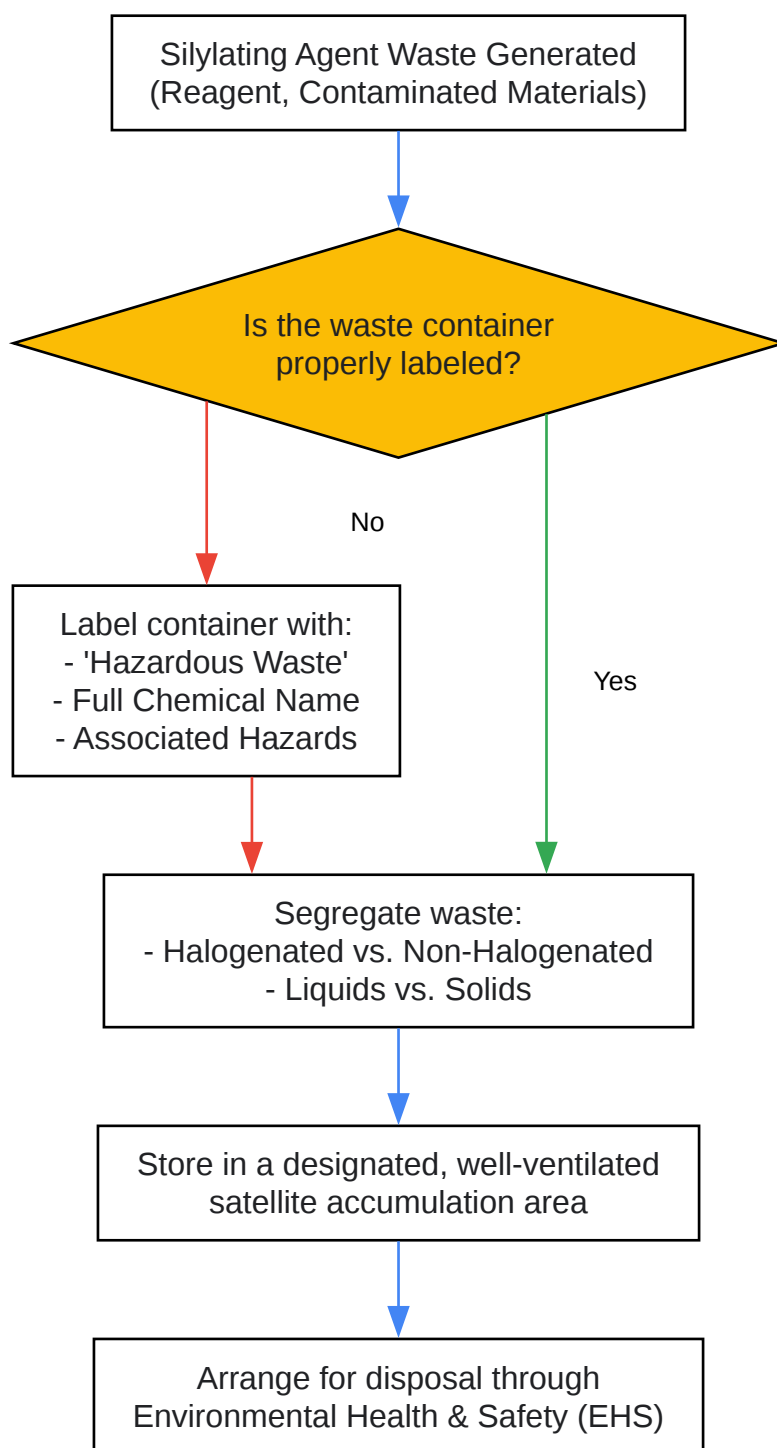 Silylating Agent Waste Generated
(Reagent, Contaminated Materials)
Is the waste container
properly labeled?
No
Label container with:
- 'Hazardous Waste'
- Full Chemical Name
- Associated Hazards
Yes
Segregate waste:
- Halogenated vs. Non-Halogenated
- Liquids vs. Solids
Store in a designated, well-ventilated
satellite accumulation area
Arrange for disposal through
Environmental Health & Safety (EHS)